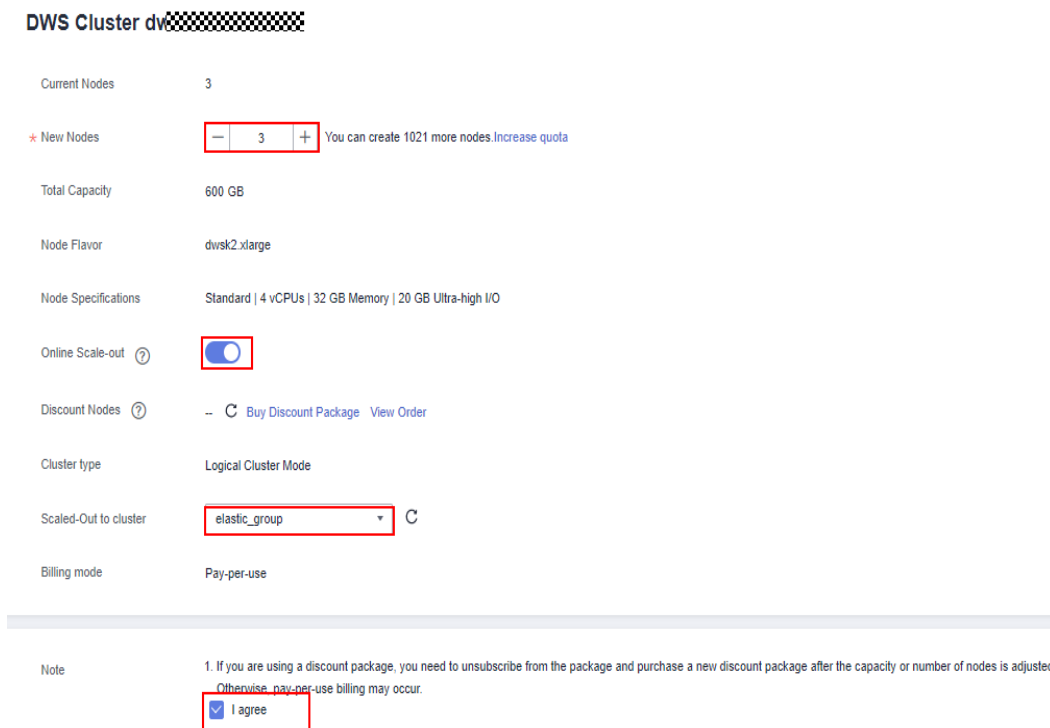 DWS Cluster dw
Current Nodes 3
* New Nodes − 3 + You can create 1021 more nodes.Increase quota
Total Capacity 600 GB
Node Flavor dwsk2.xlarge
Node Specifications Standard | 4 vCPUs | 32 GB Memory | 20 GB Ultra-high I/O
Online Scale-out ?
Discount Nodes ? -- Buy Discount Package View Order
Cluster type Logical Cluster Mode
Scaled-Out to cluster elastic_group
Billing mode Pay-per-use
Note 1. If you are using a discount package, you need to unsubscribe from the package and purchase a new discount package after the capacity or number of nodes is adjusted
Otherwise, pay-per-use billing may occur.
I agree